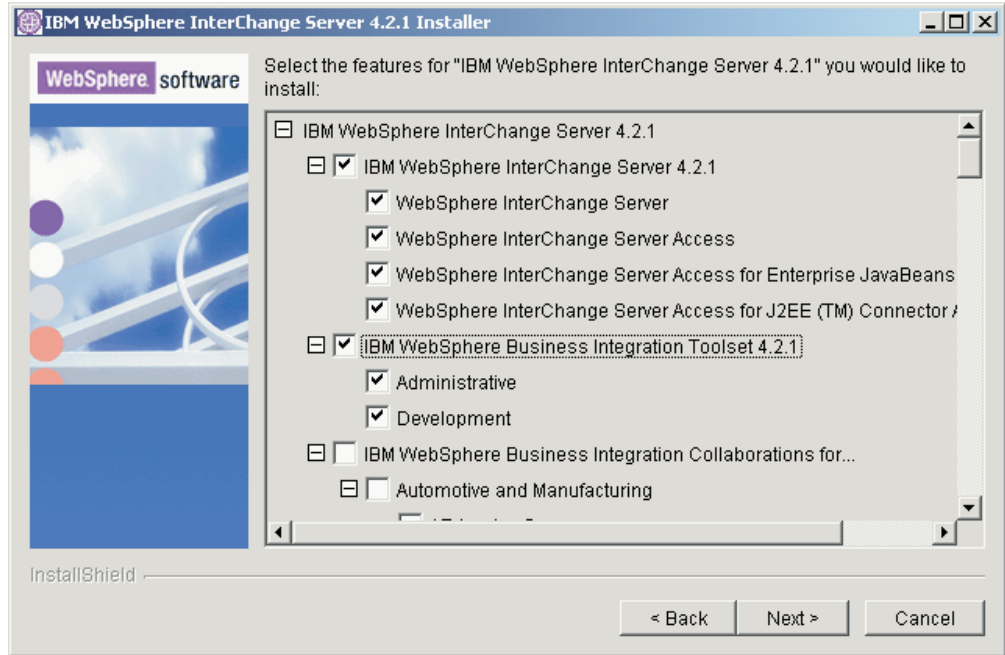 IBM WebSphere InterChange Server 4.2.1 Installer
WebSphere software
Select the features for "IBM WebSphere InterChange Server 4.2.1" you would like to
install:
IBM WebSphere InterChange Server 4.2.1
IBM WebSphere InterChange Server 4.2.1
WebSphere InterChange Server
WebSphere InterChange Server Access
WebSphere InterChange Server Access for Enterprise JavaBeans
WebSphere InterChange Server Access for J2EE (TM) Connector
IBM WebSphere Business Integration Toolset 4.2.1
Administrative
Development
IBM WebSphere Business Integration Collaborations for...
Automotive and Manufacturing
InstallShield
< Back
Next >
Cancel